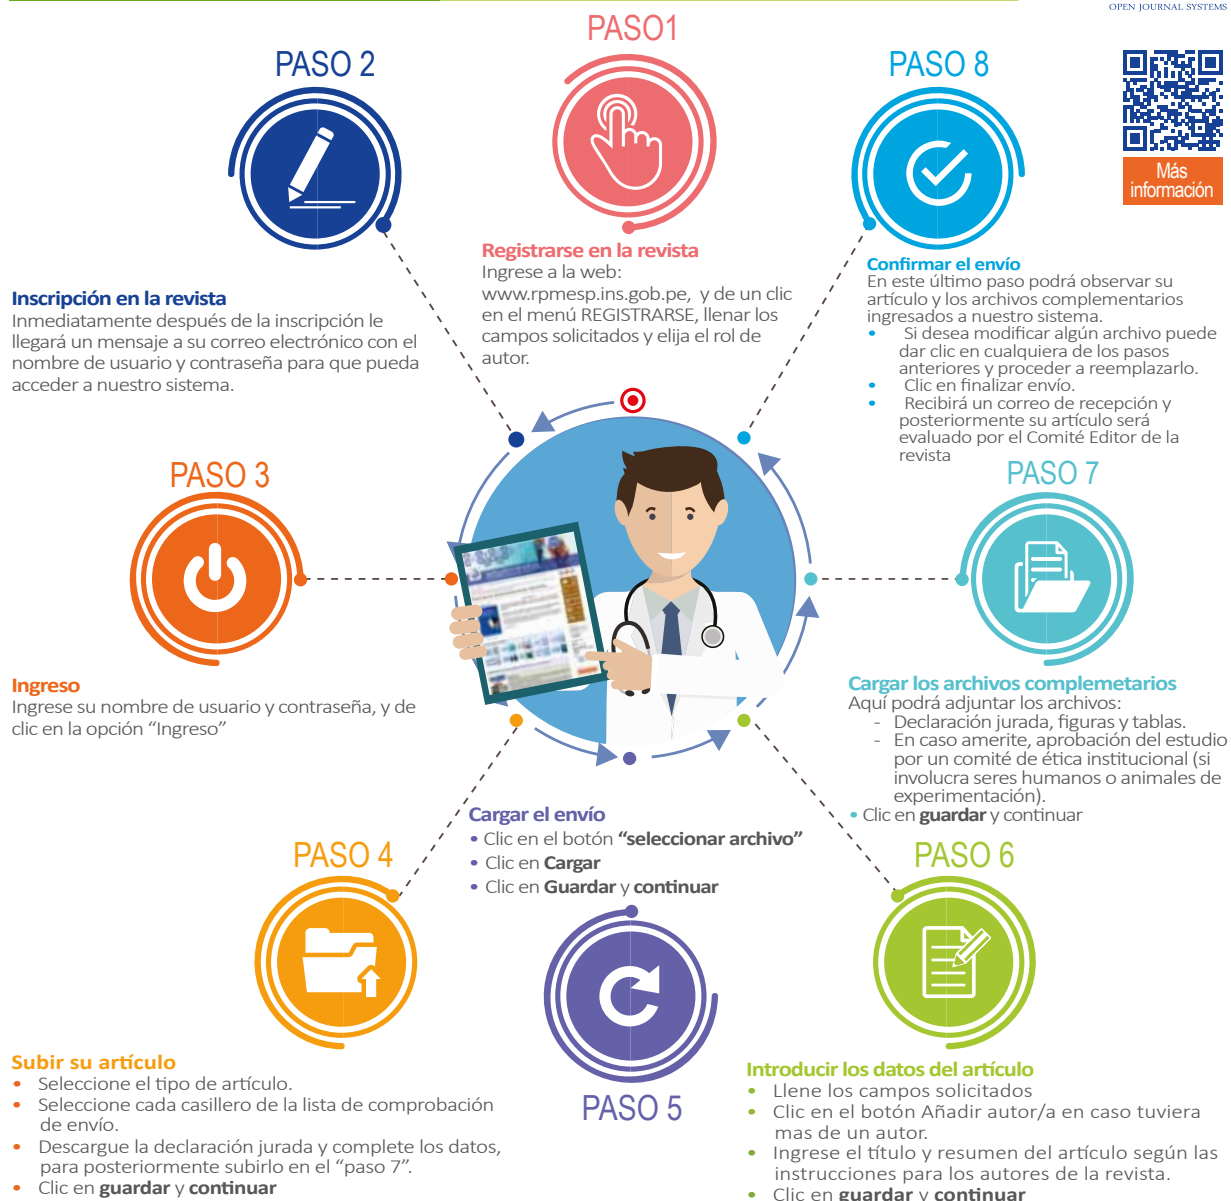 OPEN JOURNAL SYSTEMS
Más
información
PASO1
Registrarse en la revista
Ingrese a la web:
www.rpmesp.ins.gob.pe, y de un clic
en el menú REGISTRARSE, llenar los
campos solicitados y elija el rol de
autor.
PASO 2
Inscripción en la revista
Inmediatamente después de la inscripción le
llegará un mensaje a su correo electrónico con el
nombre de usuario y contraseña para que pueda
acceder a nuestro sistema.
PASO 3
Ingreso
Ingrese su nombre de usuario y contraseña, y de
clic en la opción “Ingreso”
PASO 4
Subir su artículo
• Seleccione el tipo de artículo.
• Seleccione cada casillero de la lista de comprobación
de envío.
• Descargue la declaración jurada y complete los datos,
para posteriormente subirlo en el “paso 7”.
• Clic en guardar y continuar
Cargar el envío
• Clic en el botón “seleccionar archivo”
• Clic en Cargar
• Clic en Guardar y continuar
PASO 5
PASO 6
Introducir los datos del artículo
• Llene los campos solicitados
• Clic en el botón Añadir autor/a en caso tuviera
mas de un autor.
• Ingrese el título y resumen del artículo según las
instrucciones para los autores de la revista.
• Clic en guardar y continuar
PASO 7
Cargar los archivos complemetarios
Aquí podrá adjuntar los archivos:
- Declaración jurada, figuras y tablas.
- En caso amerite, aprobación del estudio
por un comité de ética institucional (si
involucra seres humanos o animales de
experimentación).
• Clic en guardar y continuar
PASO 8
Confirmar el envío
En este último paso podrá observar su
artículo y los archivos complementarios
ingresados a nuestro sistema.
• Si desea modificar algún archivo puede
dar clic en cualquiera de los pasos
anteriores y proceder a reemplazarlo.
• Clic en finalizar envío.
• Recibirá un correo de recepción y
posteriormente su artículo será
evaluado por el Comité Editor de la
revista